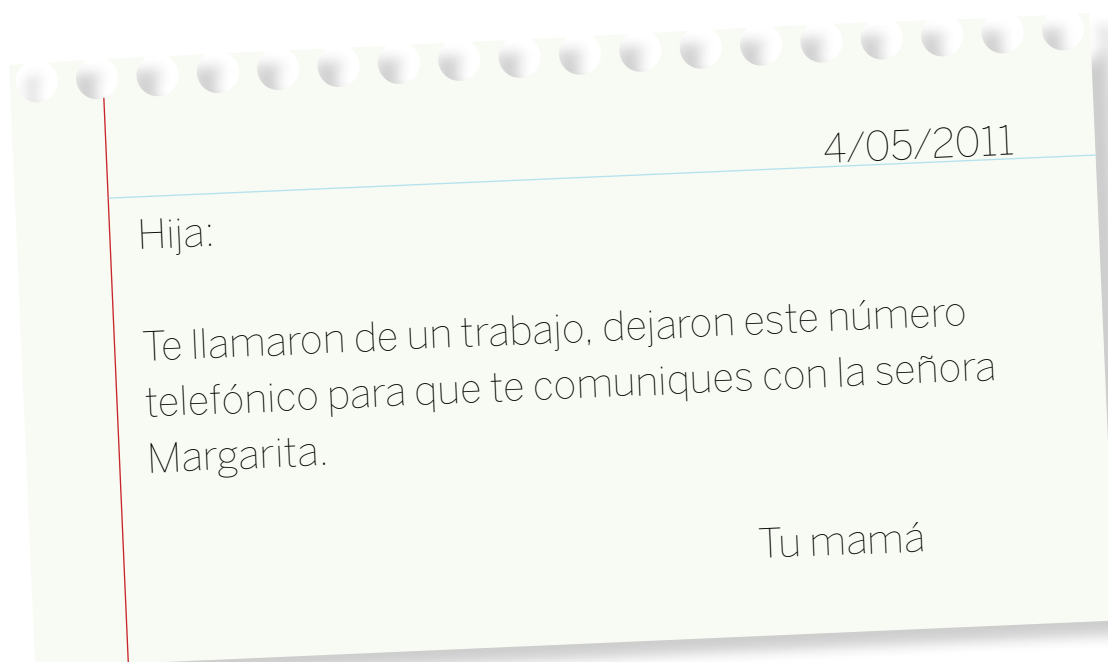 4/05/2011
Hija:
Te llamaron de un trabajo, dejaron este número
telefónico para que te comuniques con la señora
Margarita.
Tu mamá